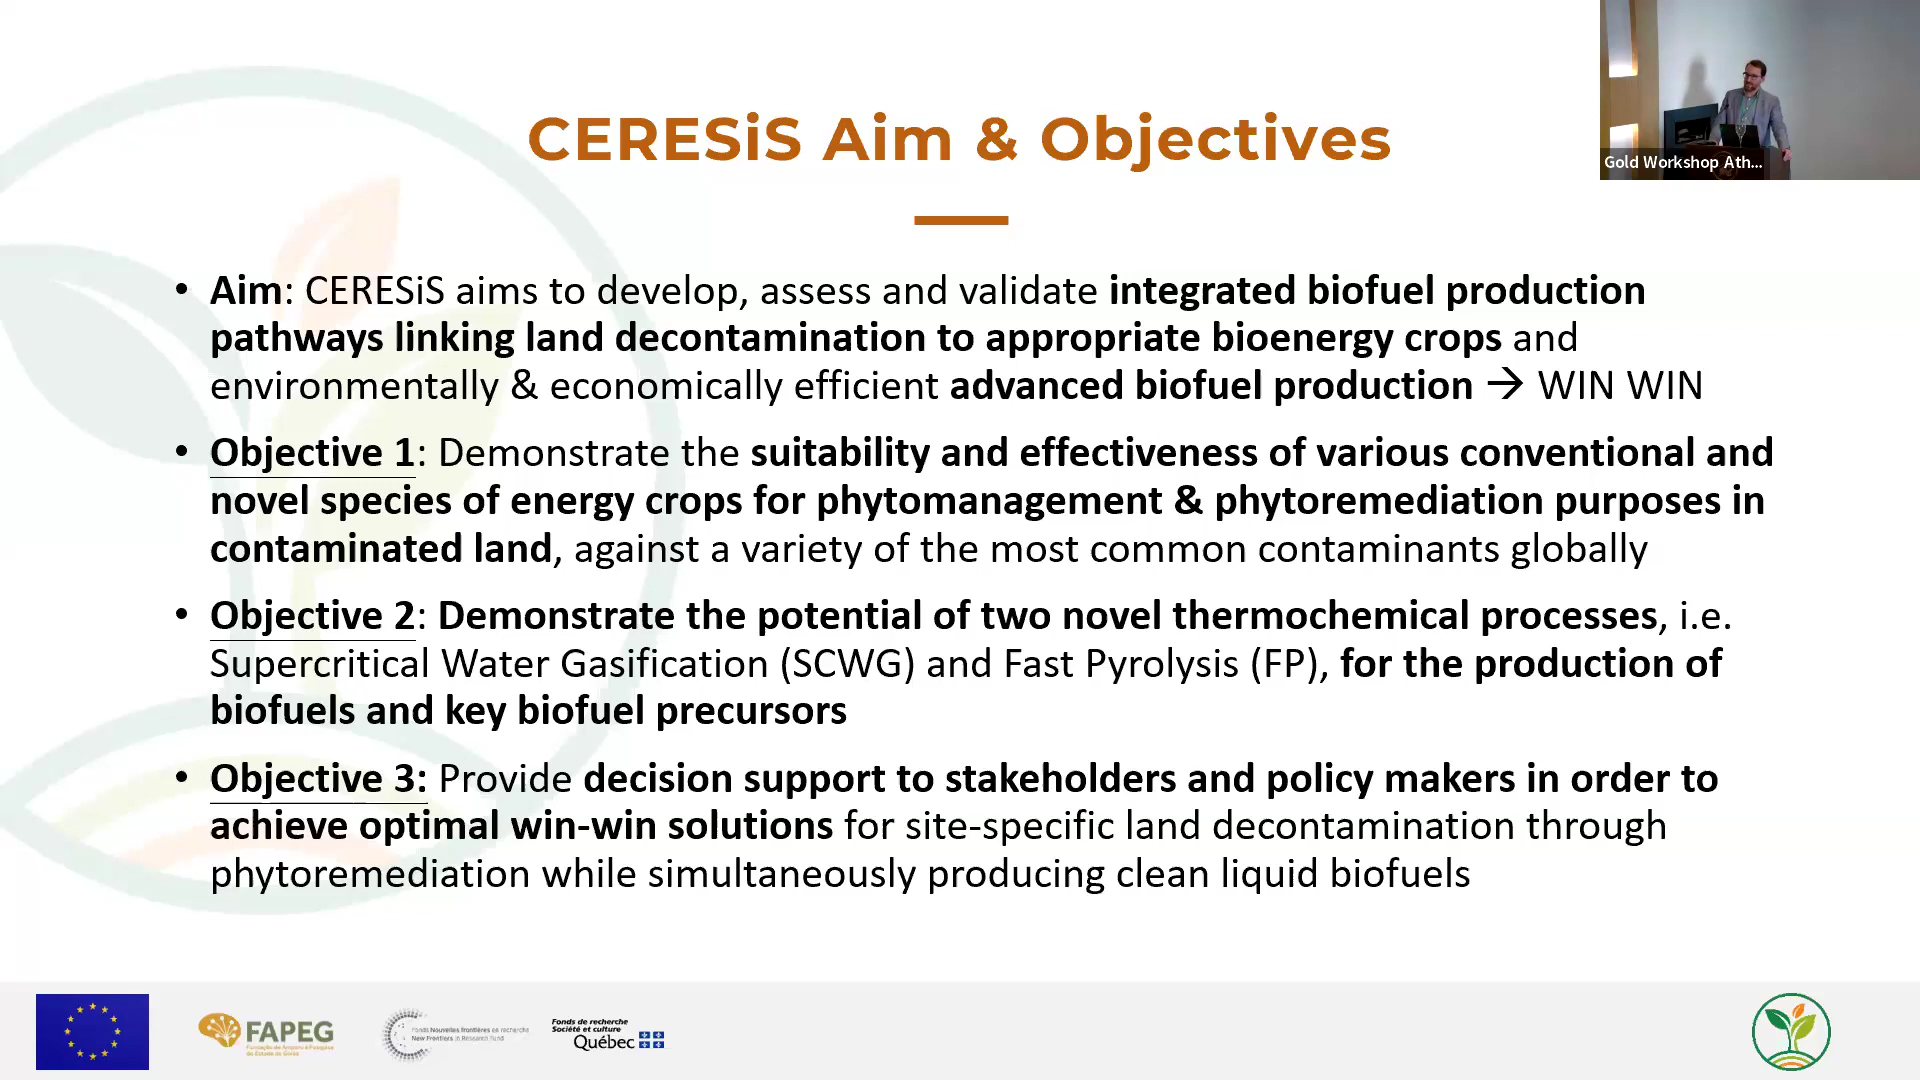 CERESiS Aim & Objectives
Gold Workshop Ath...
• Aim: CERESiS aims to develop, assess and validate integrated biofuel production
pathways linking land decontamination to appropriate bioenergy crops and
environmentally & economically efficient advanced biofuel production → WIN WIN
• Objective 1: Demonstrate the suitability and effectiveness of various conventional and
novel species of energy crops for phytomanagement & phytoremediation purposes in
contaminated land, against a variety of the most common contaminants globally
• Objective 2: Demonstrate the potential of two novel thermochemical processes, i.e.
Supercritical Water Gasification (SCWG) and Fast Pyrolysis (FP), for the production of
biofuels and key biofuel precursors
• Objective 3: Provide decision support to stakeholders and policy makers in order to
achieve optimal win-win solutions for site-specific land decontamination through
phytoremediation while simultaneously producing clean liquid biofuels
FAPEG
Fundação de Amparo à Pesquisa
do Estado de Goiás
Fonds Nouvelles frontières en recherche
New Frontiers in Research Fund
Fonds de recherche
Société et culture
Québec